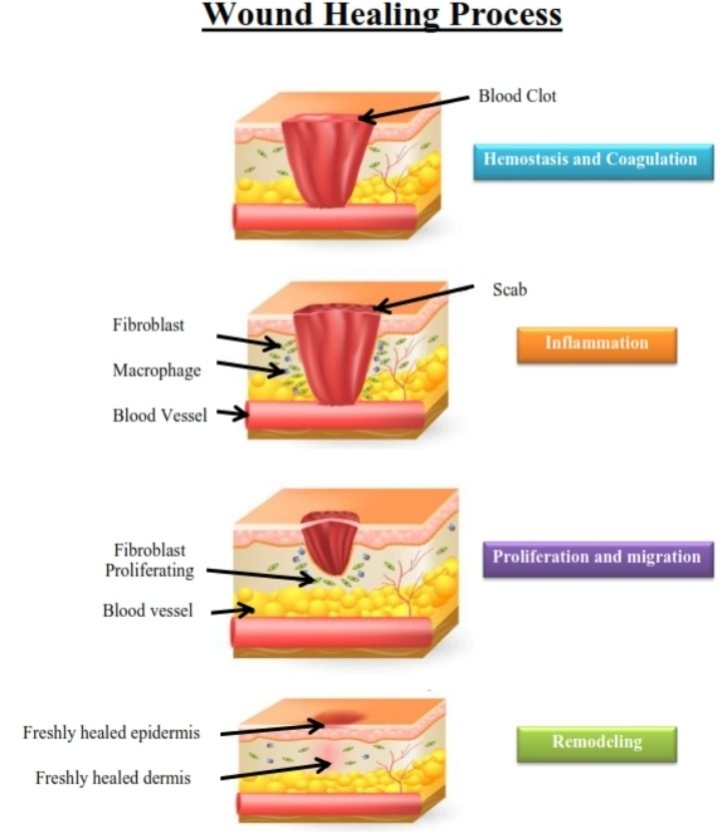 Wound Healing Process
Blood Clot
Hemostasis and Coagulation
Scab
Fibroblast
Inflammation
Macrophage
Blood Vessel
Fibroblast
Proliferating
Proliferation and migration
Blood vessel
Freshly healed epidermis
Remodeling
Freshly healed dermis